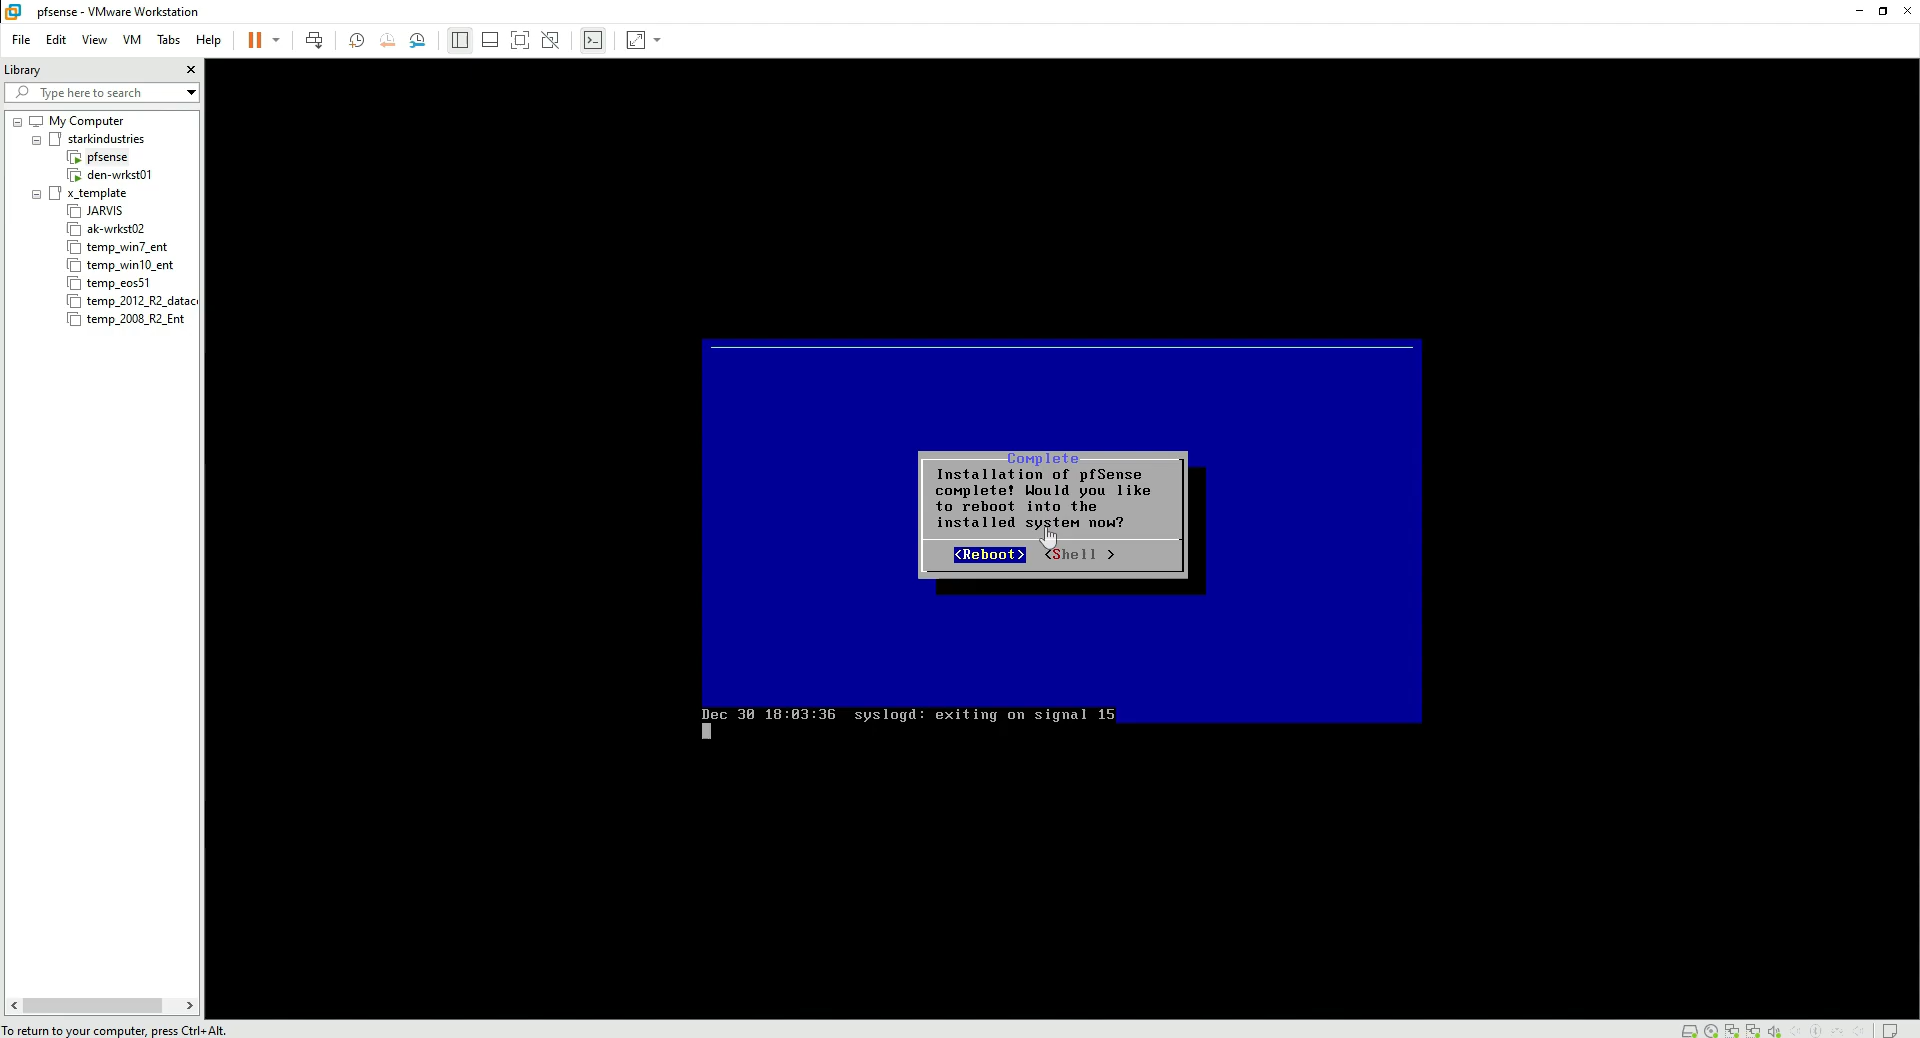 pfsense - VMware Workstation
File Edit View VM Tabs Help
Library
Type here to search
My Computer
starkindustries
pfsense
den-wrkst01
x_template
JARVIS
ak-wrkst02
temp_win7_ent
temp_win10_ent
temp_eos51
temp_2012_R2_datac
temp_2008_R2_Ent
Complete
Installation of pfSense
complete! Would you like
to reboot into the
installed system now?
<Reboot> <Shell >
Dec 30 18:03:36 syslogd: exiting on signal 15
To return to your computer, press Ctrl+Alt.